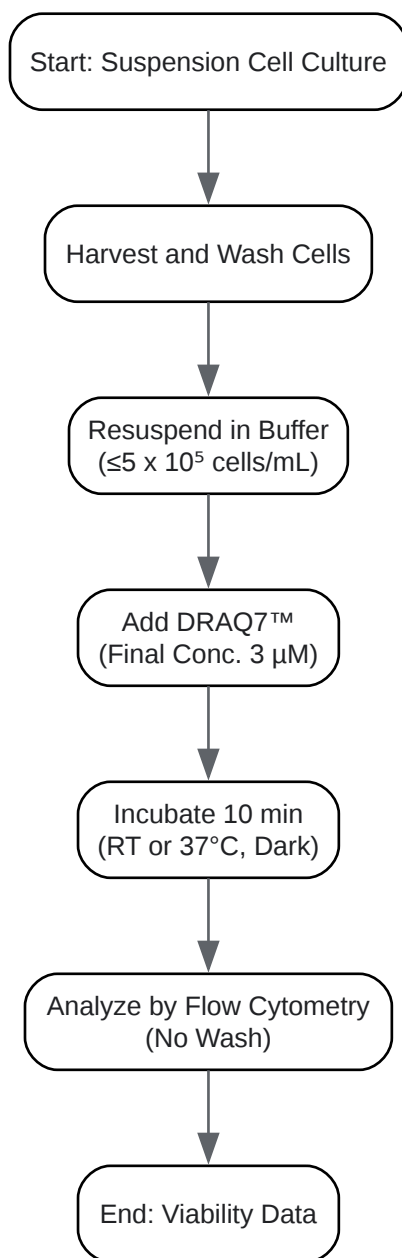 Start: Suspension Cell Culture
Harvest and Wash Cells
Resuspend in Buffer
(≤5 x 10⁵ cells/mL)
Add DRAQ7™
(Final Conc. 3 µM)
Incubate 10 min
(RT or 37°C, Dark)
Analyze by Flow Cytometry
(No Wash)
End: Viability Data